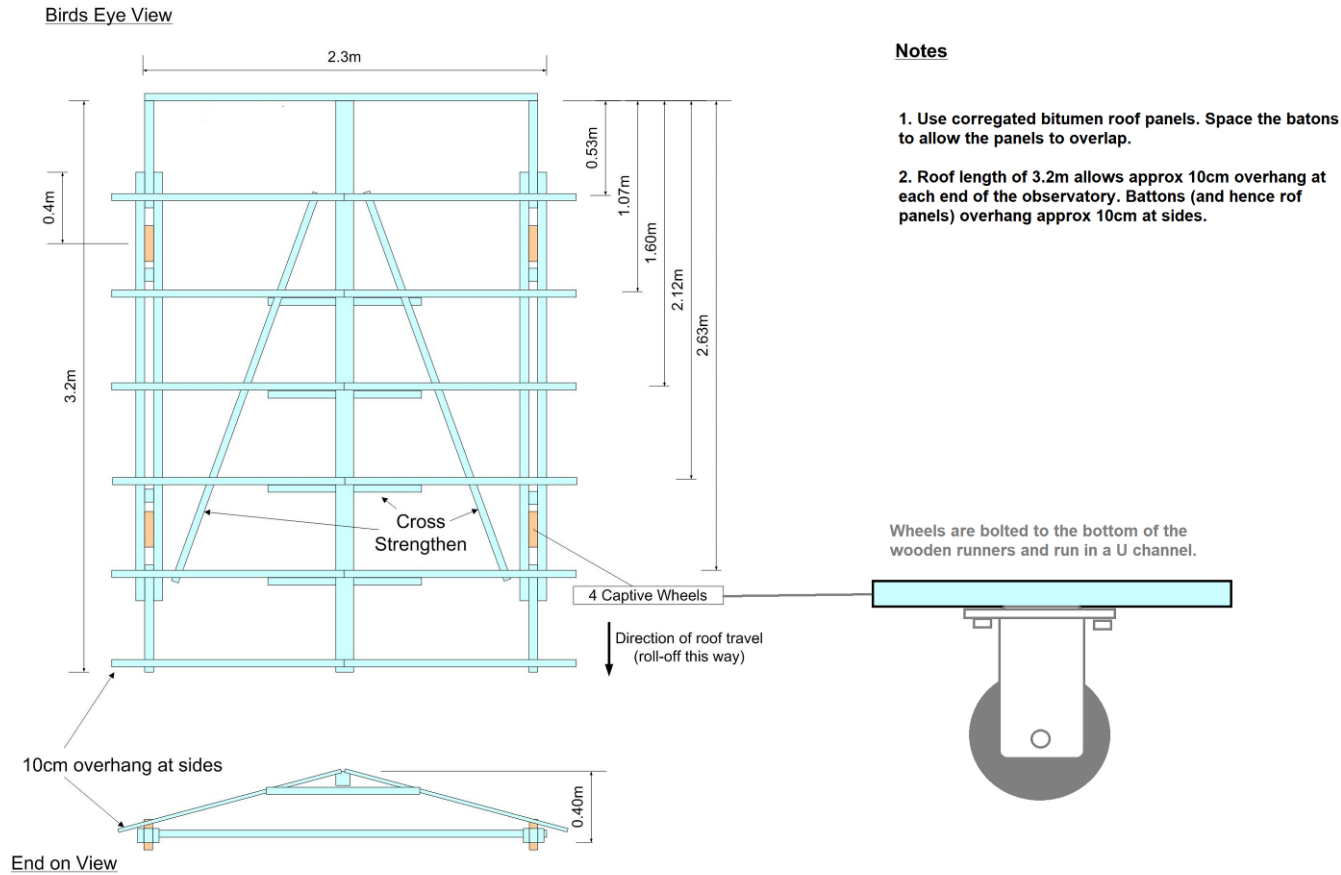 Birds Eye View
2.3m
Notes
1. Use corregated bitumen roof panels. Space the batons
to allow the panels to overlap.
2. Roof length of 3.2m allows approx 10cm overhang at
each end of the observatory. Battons (and hence rof
panels) overhang approx 10cm at sides.
0.4m
3.2m
0.53m
1.07m
1.60m
2.12m
2.63m
Cross
Strengthen
Wheels are bolted to the bottom of the
wooden runners and run in a U channel.
4 Captive Wheels
Direction of roof travel
(roll-off this way)
10cm overhang at sides
0.40m
End on View